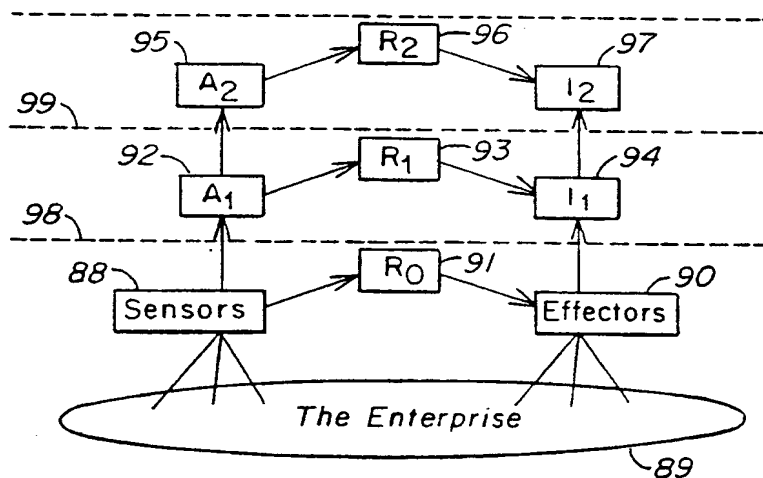 95 96 97
A2 R2 I2
99
92 93 94
A1 R1 I1
98
88 91 90
R0
Sensors Effectors
The Enterprise
89